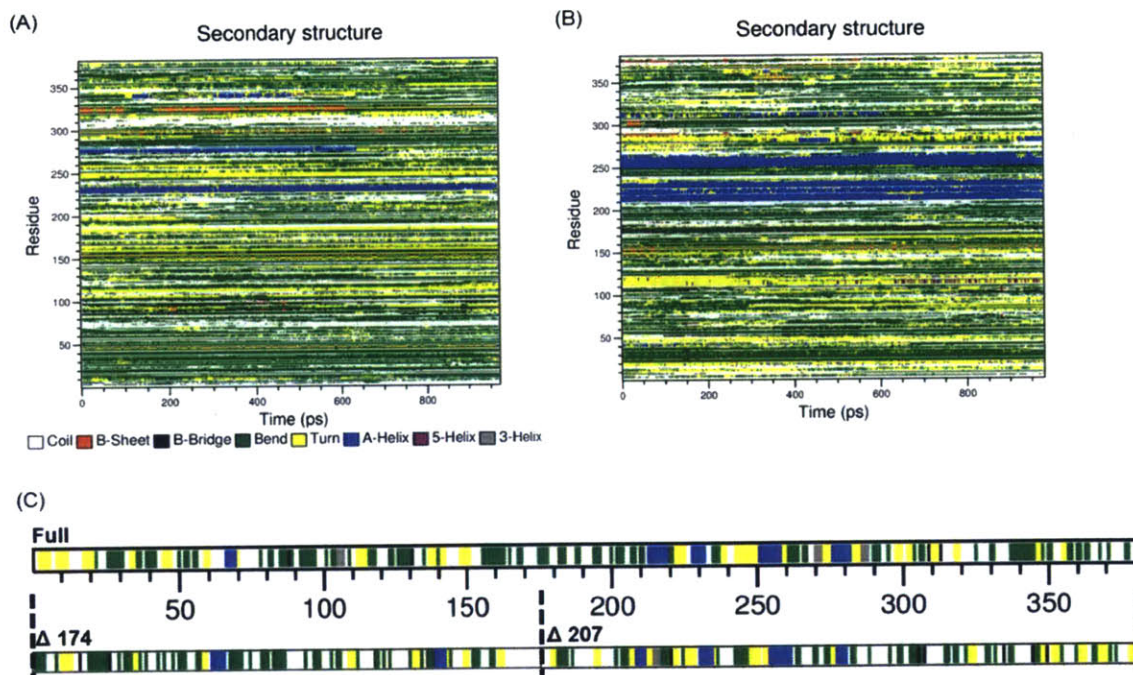 (A)
Secondary structure
Residue
350
300
250
200
150
100
50
0
200
400
600
800
Time (ps)
(B)
Secondary structure
Residue
350
300
250
200
150
100
50
0
200
400
600
800
Time (ps)
Coil B-Sheet B-Bridge Bend Turn A-Helix 5-Helix 3-Helix
(C)
Full
50 100 150 200 250 300 350
Δ 174 Δ 207